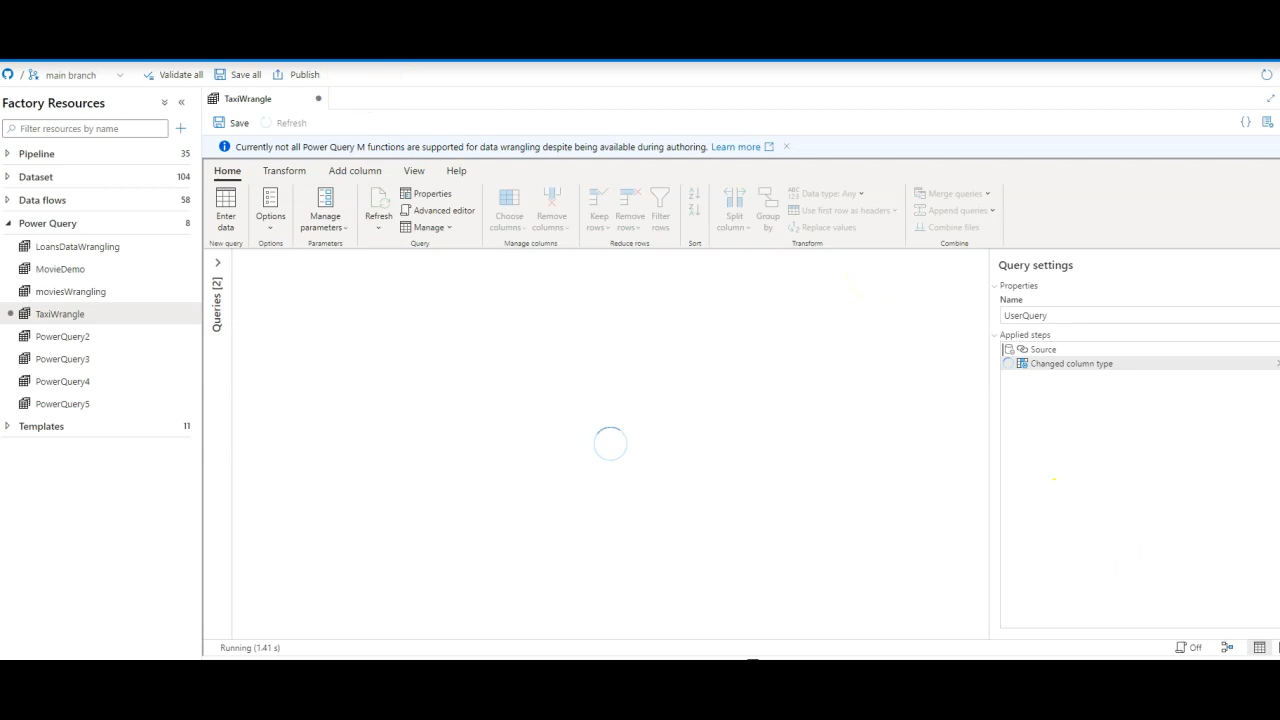 / main branch Validate all Save all Publish
Factory Resources
Filter resources by name
Pipeline 35
Dataset 104
Data flows 58
Power Query 8
LoansDataWrangling
MovieDemo
moviesWrangling
TaxiWrangle
PowerQuery2
PowerQuery3
PowerQuery4
PowerQuery5
Templates 11
TaxiWrangle
Save Refresh
Currently not all Power Query M functions are supported for data wrangling despite being available during authoring. Learn more
Home Transform Add column View Help
Enter data
New query
Options
Options
Manage parameters
Parameters
Refresh
Properties
Advanced editor
Manage
Query
Choose columns
Remove columns
Manage columns
Keep rows
Remove rows
Filter rows
Reduce rows
Sort
Split column
Group by
Data type: Any
Use first row as headers
Replace values
Transform
Merge queries
Append queries
Combine files
Combine
Queries [2]
Query settings
Properties
Name
UserQuery
Applied steps
Source
Changed column type
Running (1.41 s)
Off